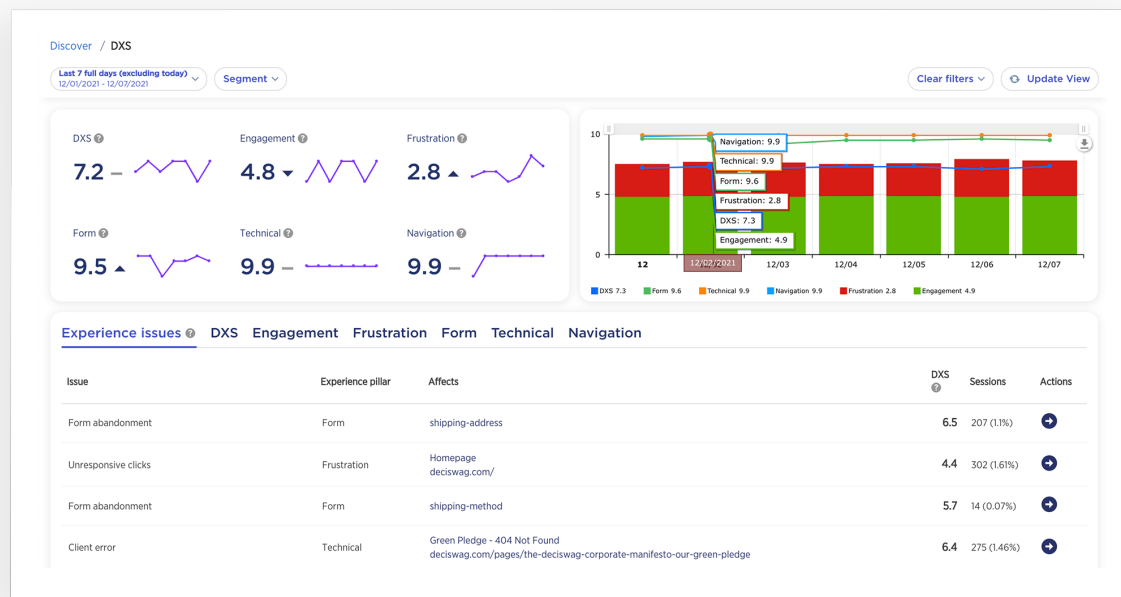 Discover / DXS
Last 7 full days (excluding today)
12/01/2021 - 12/07/2021
Segment
Clear filters
Update View
DXS ?
7.2
Engagement ?
4.8
Frustration ?
2.8
Form ?
9.5
Technical ?
9.9
Navigation ?
9.9
10
5
0
Navigation: 9.9
Technical: 9.9
Form: 9.6
Frustration: 2.8
DXS: 7.3
Engagement: 4.9
12 12/02/2021 12/03 12/04 12/05 12/06 12/07
DXS 7.3 Form 9.6 Technical 9.9 Navigation 9.9 Frustration 2.8 Engagement 4.9
Experience issues ? DXS Engagement Frustration Form Technical Navigation
Issue Experience pillar Affects DXS ? Sessions Actions
Form abandonment Form shipping-address 6.5 207 (1.1%)
Unresponsive clicks Frustration Homepage 4.4 302 (1.61%)
deciswag.com/
Form abandonment Form shipping-method 5.7 14 (0.07%)
Client error Technical Green Pledge - 404 Not Found 6.4 275 (1.46%)
deciswag.com/pages/the-deciswag-corporate-manifesto-our-green-pledge